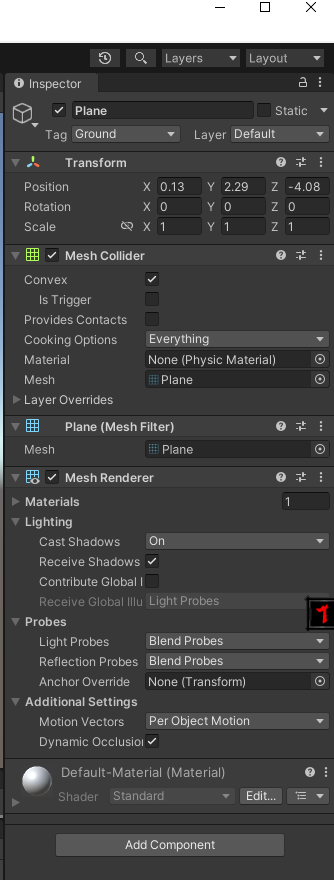 Layers Layout
Inspector
Plane Static
Tag Ground Layer Default
Transform
Position X 0.13 Y 2.29 Z -4.08
Rotation X 0 Y 0 Z 0
Scale X 1 Y 1 Z 1
Mesh Collider
Convex
Is Trigger
Provides Contacts
Cooking Options Everything
Material None (Physic Material)
Mesh Plane
Layer Overrides
Plane (Mesh Filter)
Mesh Plane
Mesh Renderer
Materials 1
Lighting
Cast Shadows On
Receive Shadows
Contribute Global I
Receive Global Illu Light Probes
Probes
Light Probes Blend Probes
Reflection Probes Blend Probes
Anchor Override None (Transform)
Additional Settings
Motion Vectors Per Object Motion
Dynamic Occlusio
Default-Material (Material)
Shader Standard Edit...
Add Component